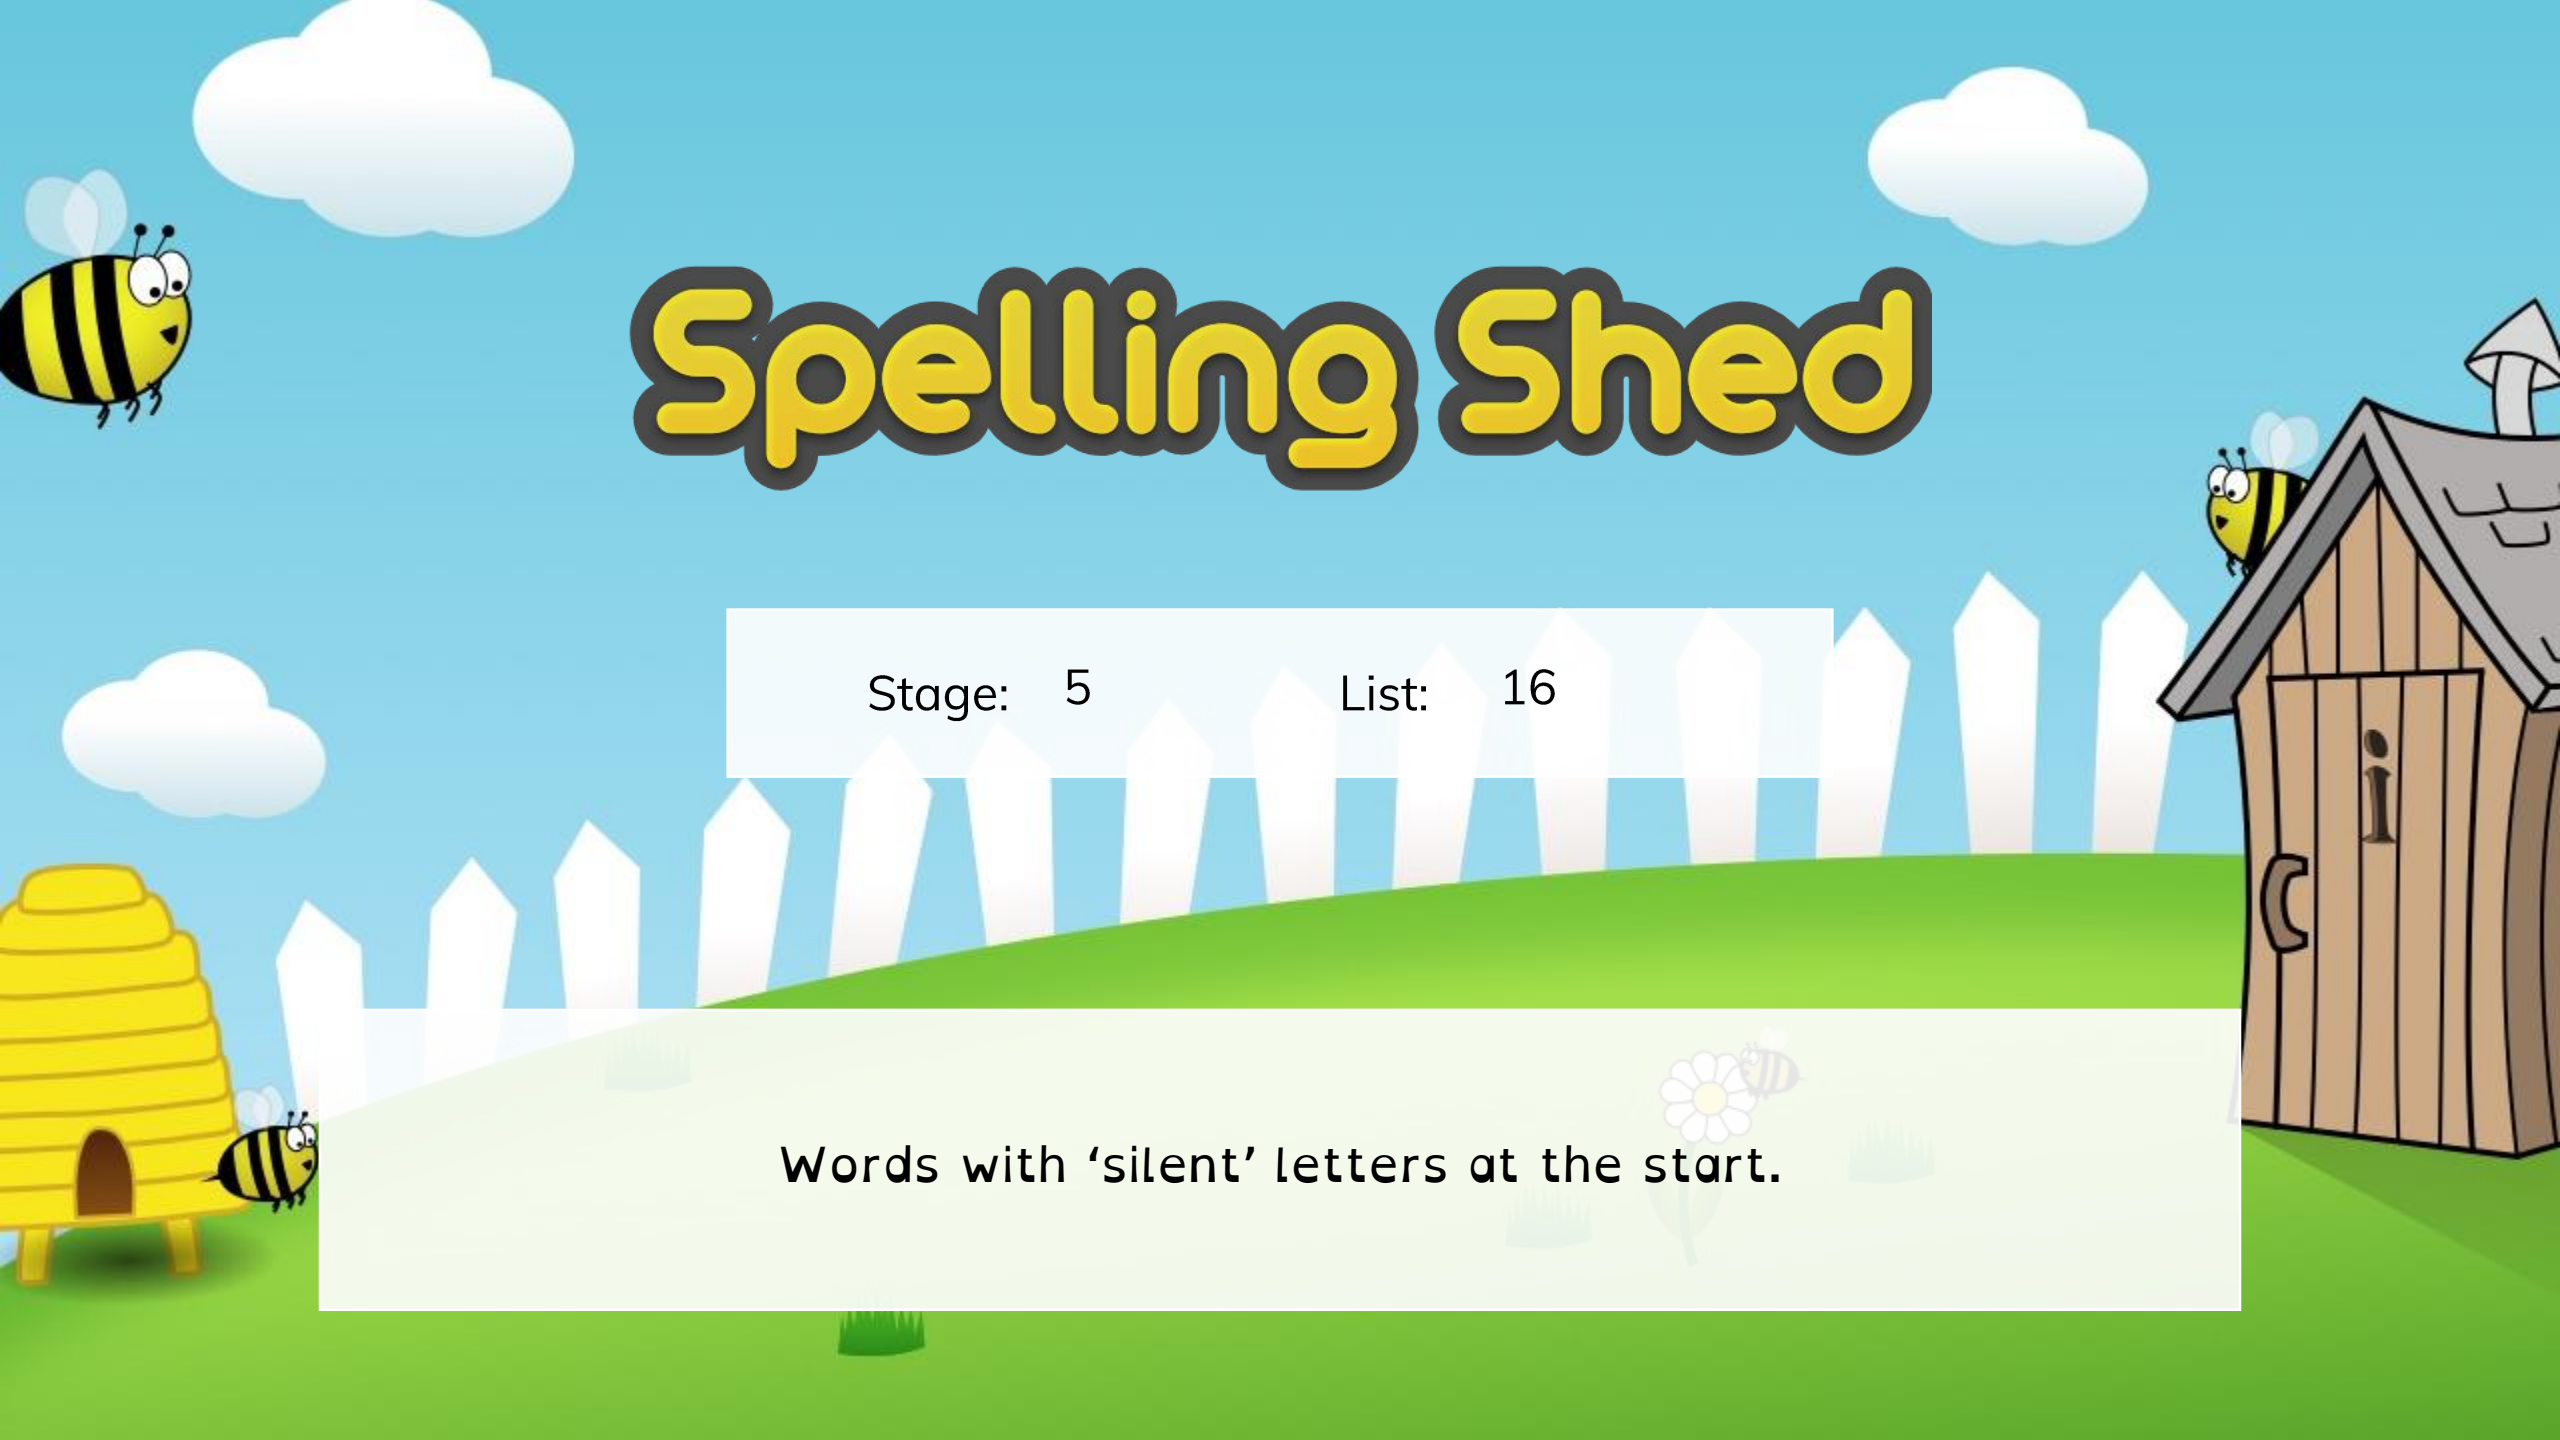 Spelling Shed
Stage: 5 List: 16
i
Words with ‘silent’ letters at the start.